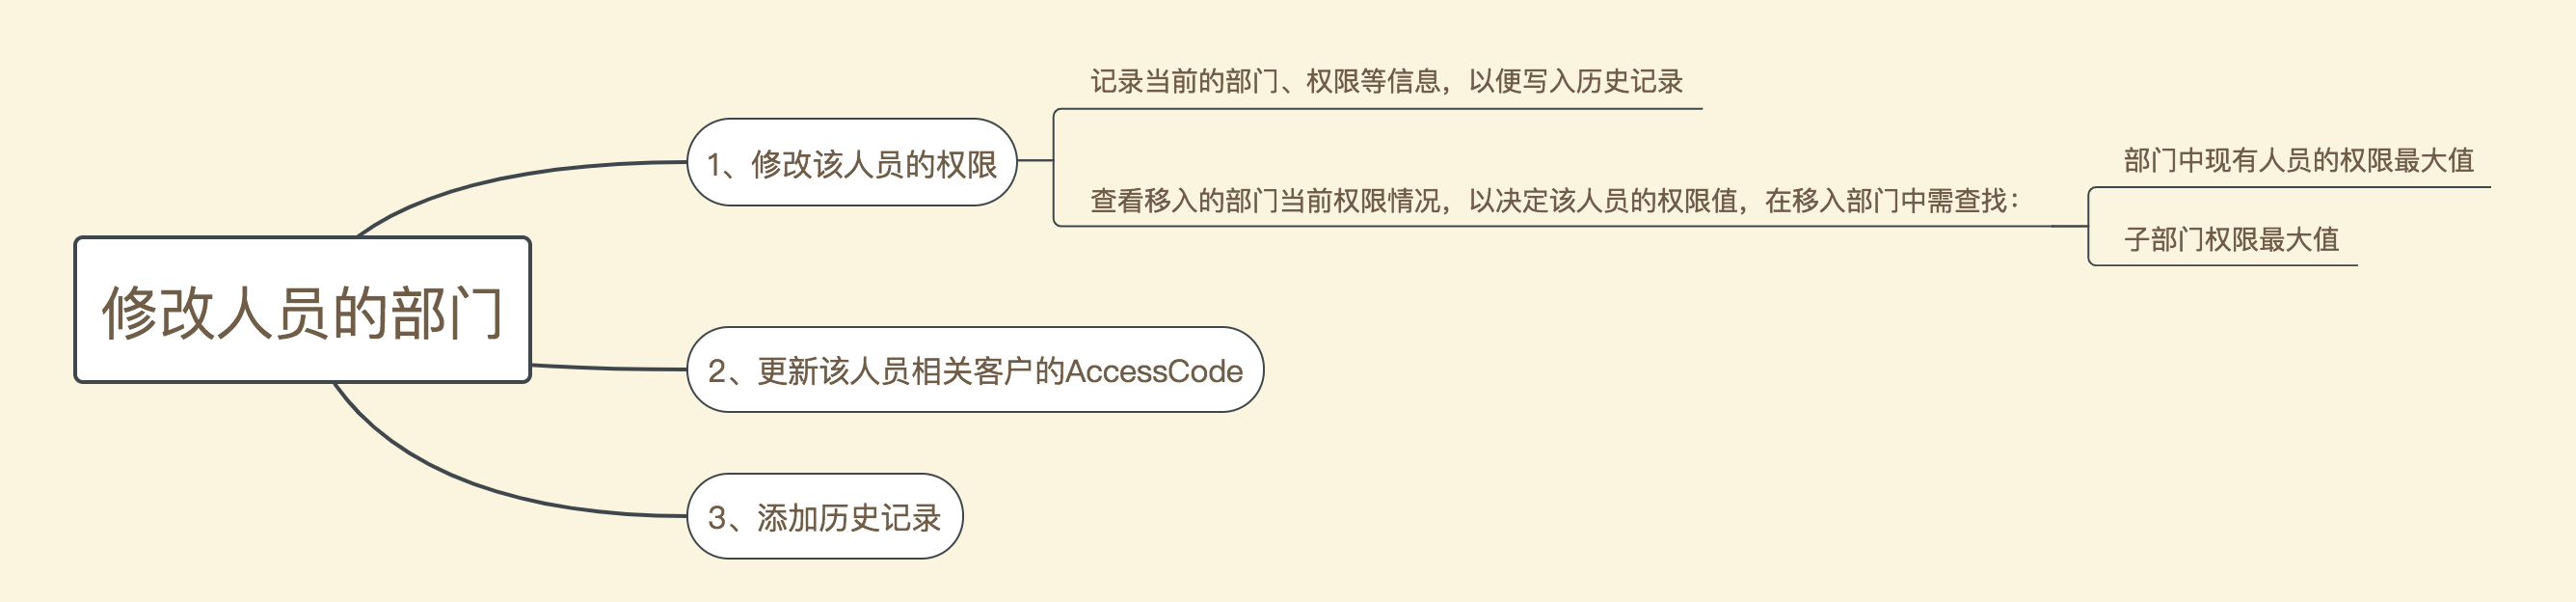 修改人员的部门
1、修改该人员的权限
记录当前的部门、权限等信息，以便写入历史记录
查看移入的部门当前权限情况，以决定该人员的权限值，在移入部门中需查找：
部门中现有人员的权限最大值
子部门权限最大值
2、更新该人员相关客户的AccessCode
3、添加历史记录